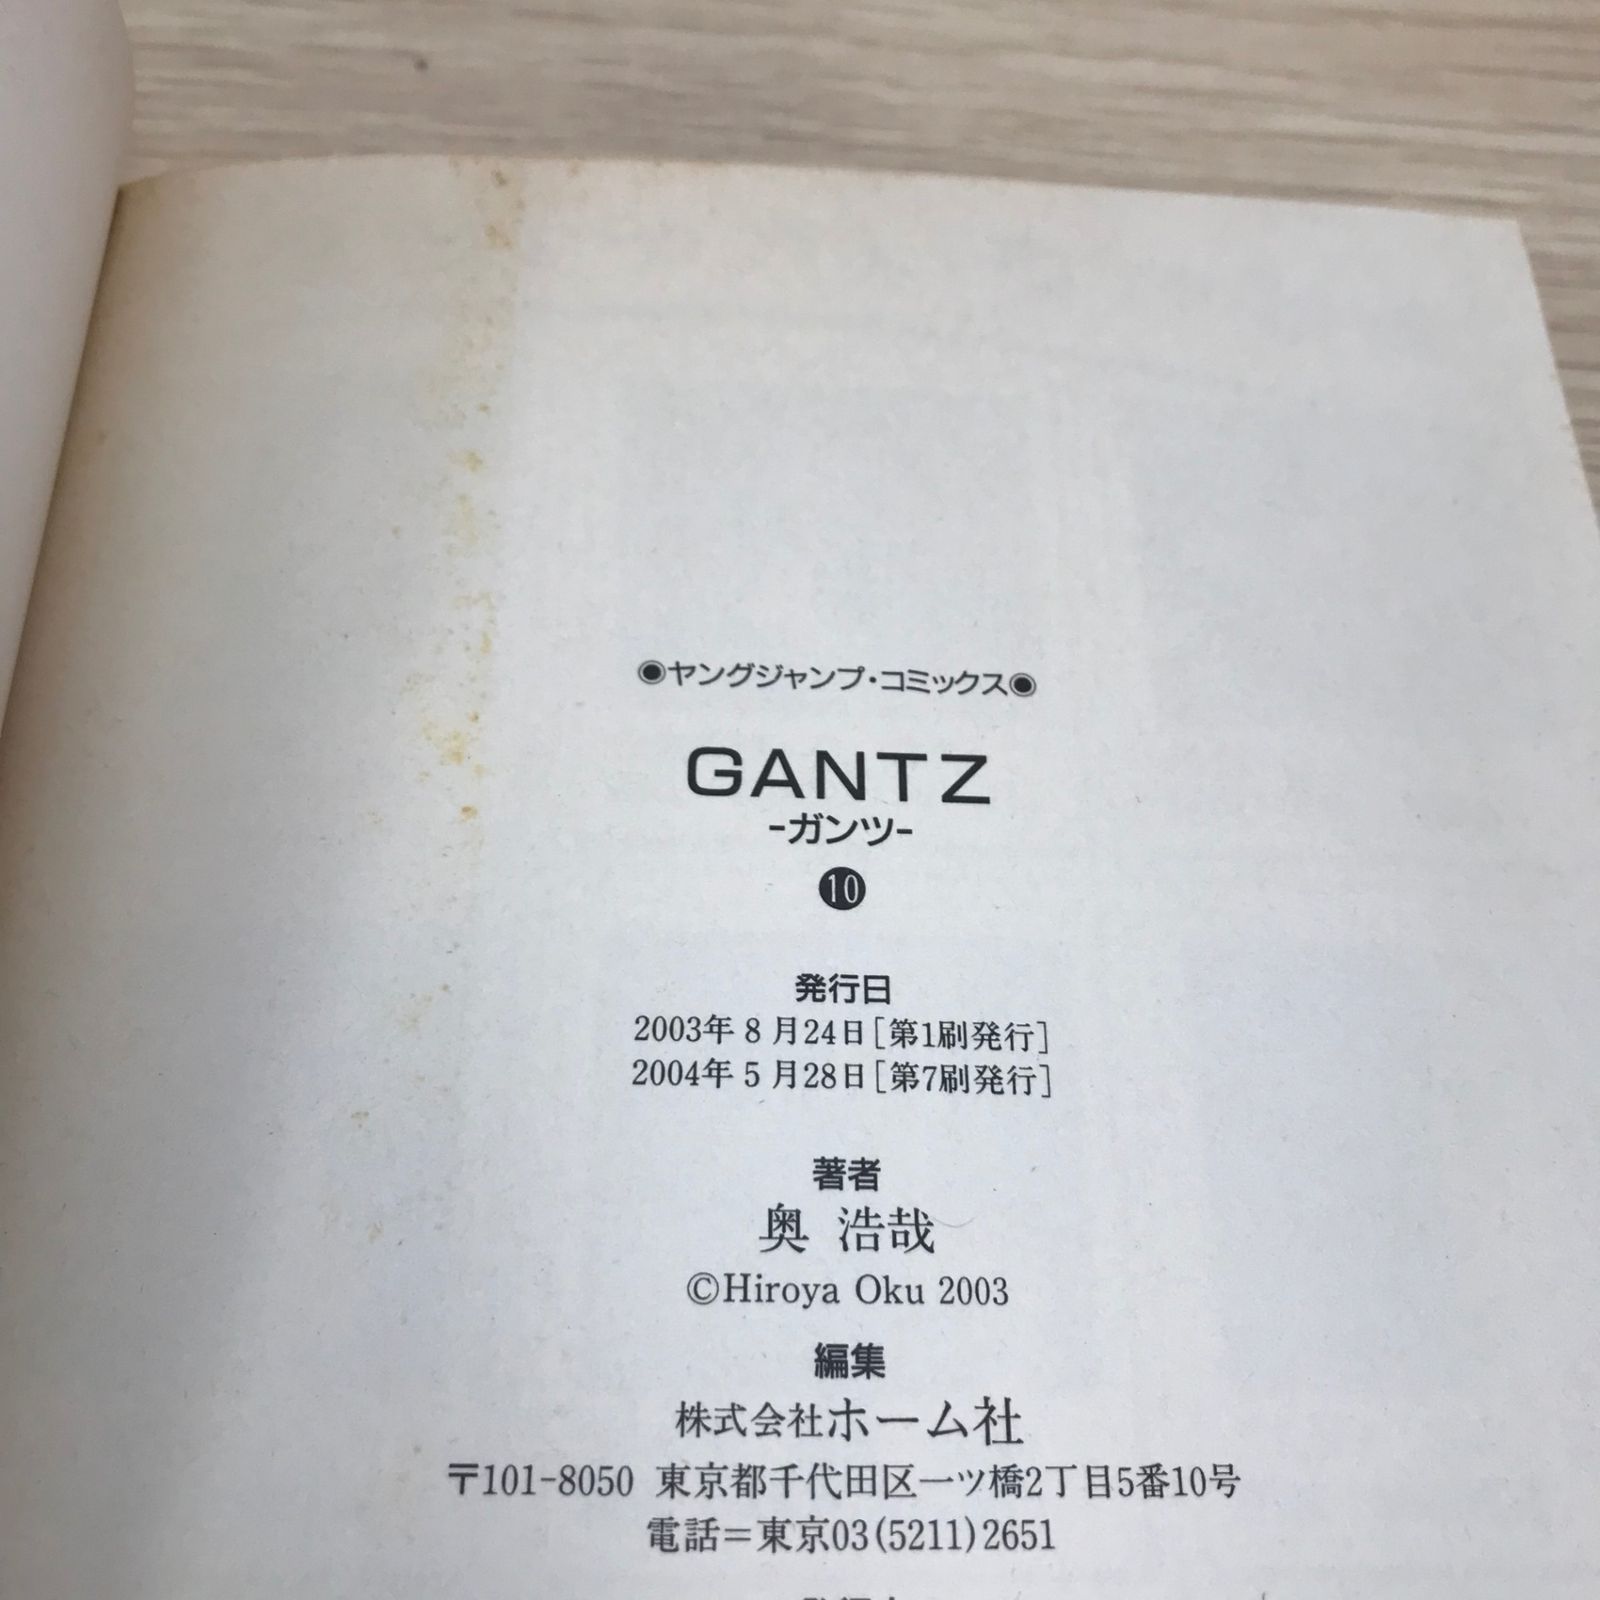 ◉ヤングジャンプ・コミックス◉
GANTZ
-ガンツ-
❿
発行日
2003年8月24日[第1刷発行]
2004年5月28日[第7刷発行]
著者
奥 浩哉
©Hiroya Oku 2003
編集
株式会社ホーム社
〒101-8050 東京都千代田区一ツ橋2丁目5番10号
電話=東京03(5211)2651